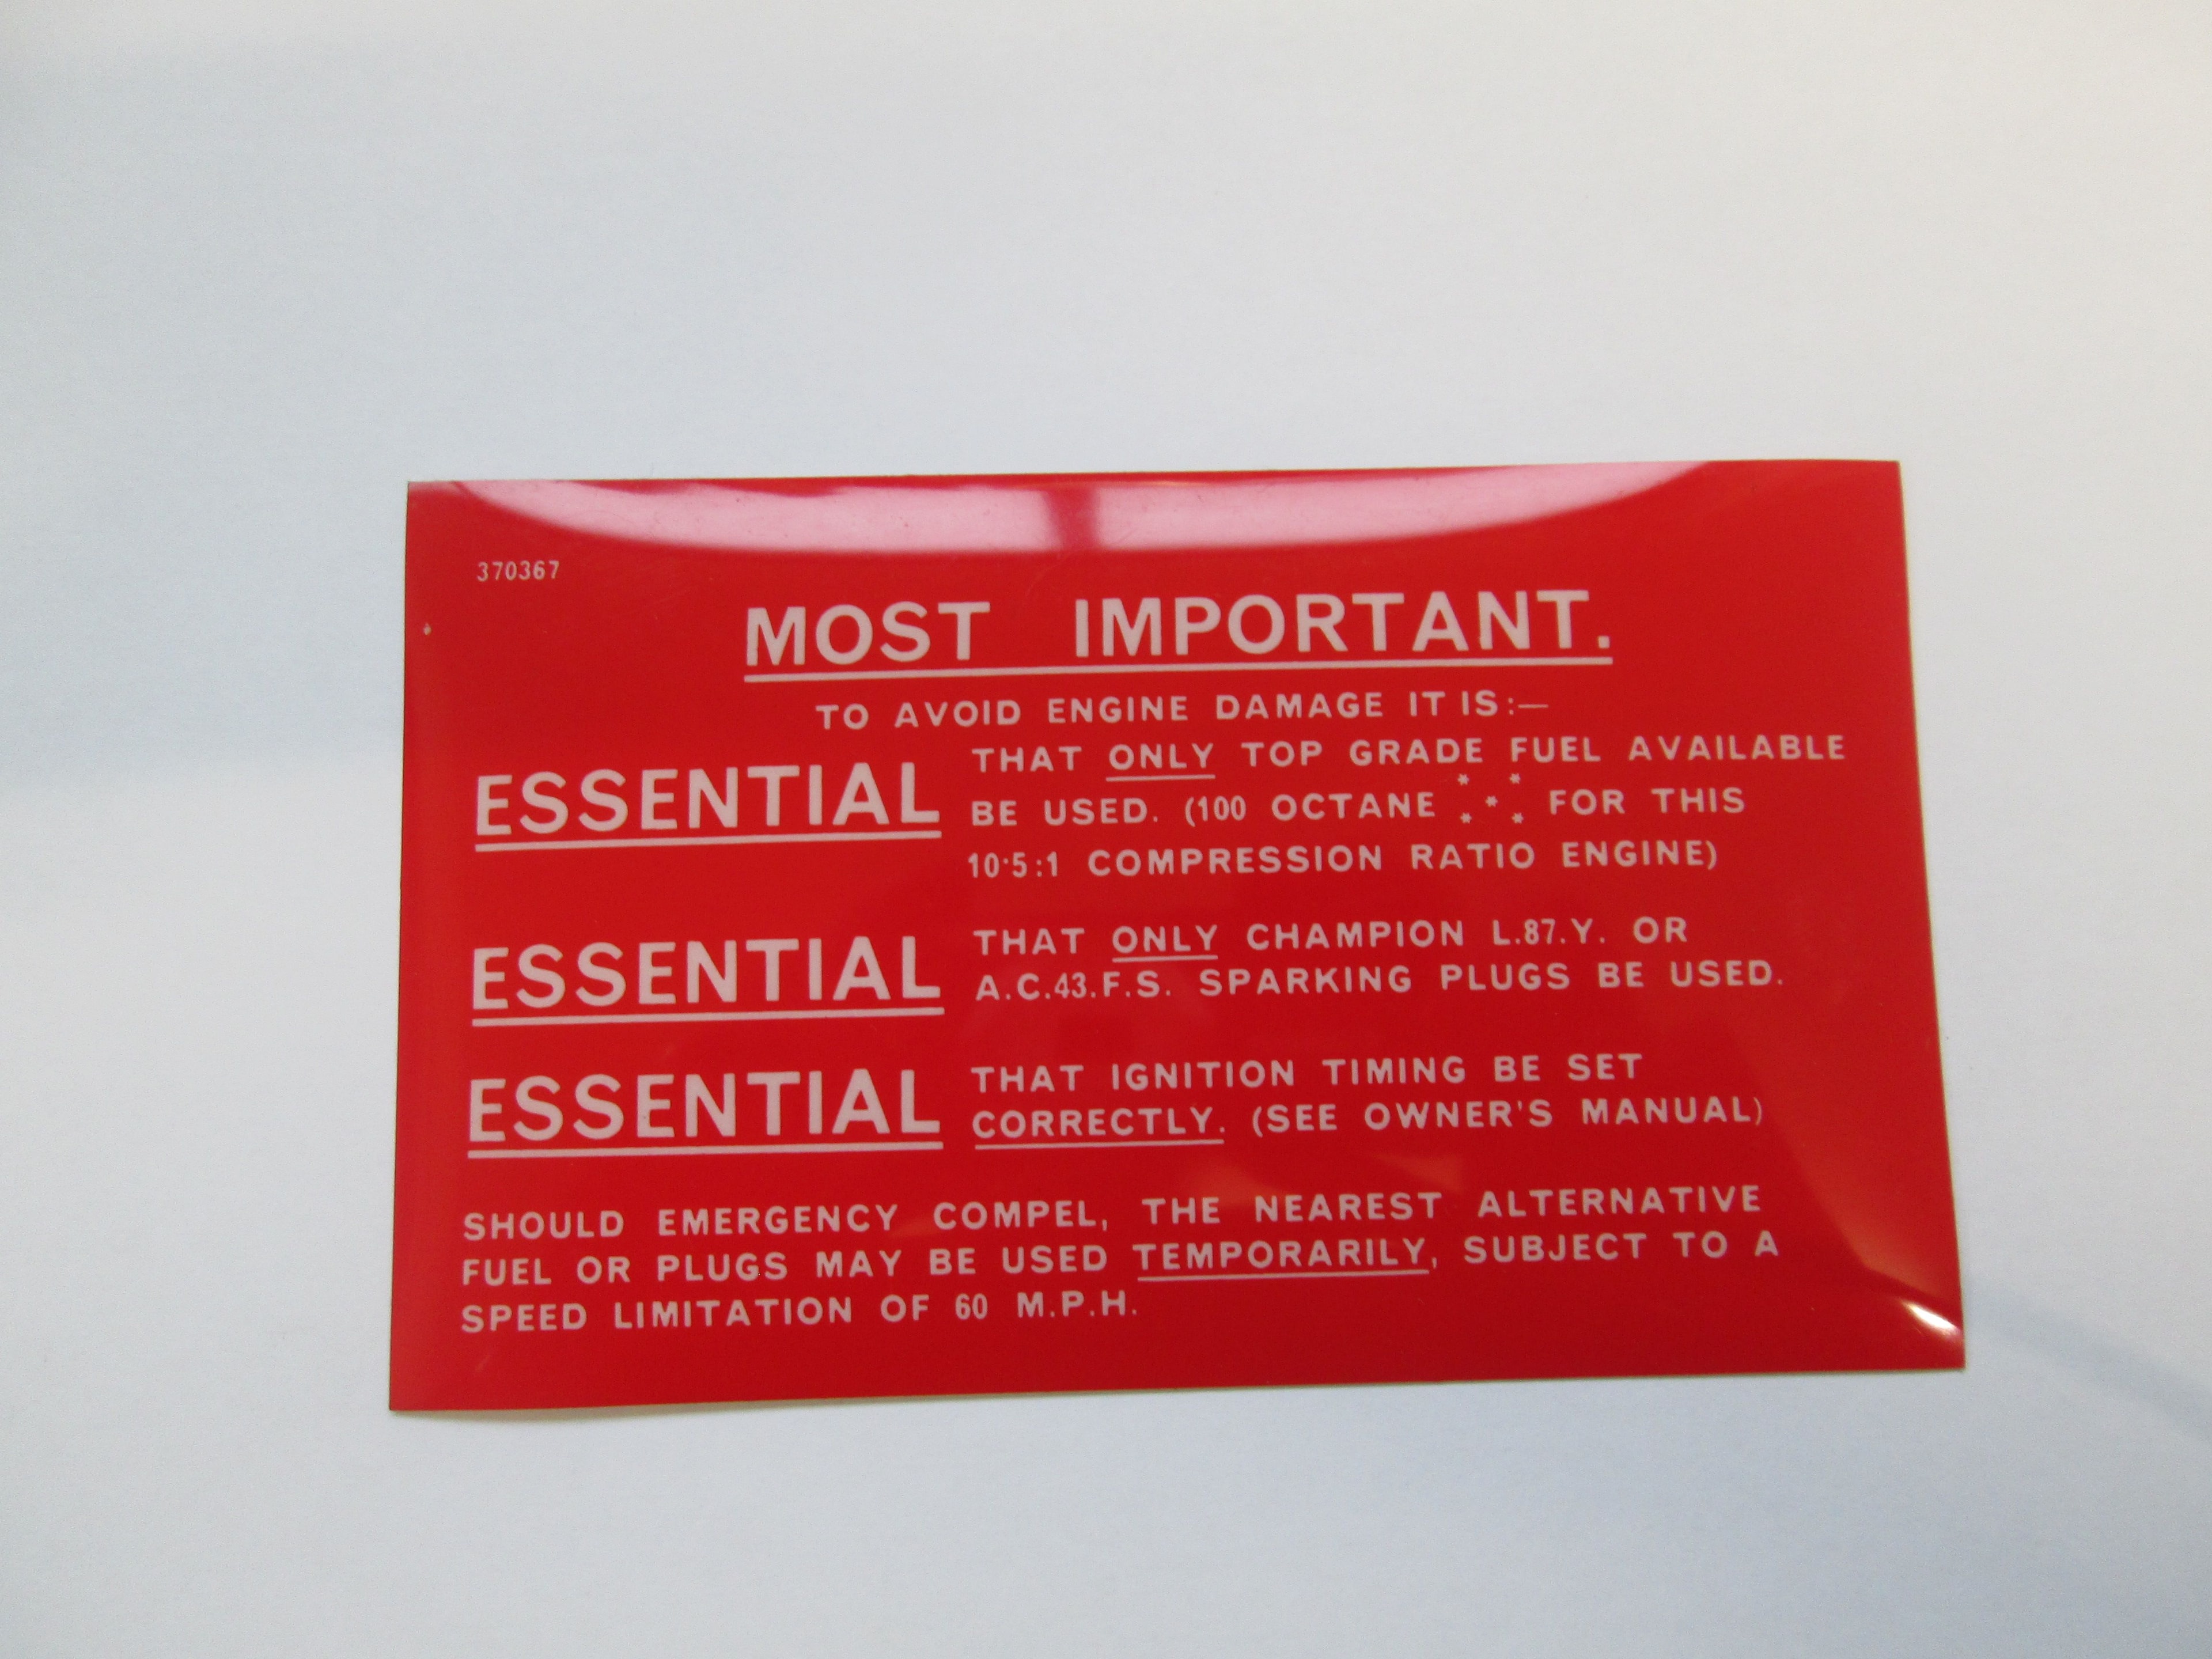 370367
MOST IMPORTANT.
TO AVOID ENGINE DAMAGE IT IS:—
ESSENTIAL THAT ONLY TOP GRADE FUEL AVAILABLE
BE USED. (100 OCTANE ***** FOR THIS
10·5:1 COMPRESSION RATIO ENGINE)
ESSENTIAL THAT ONLY CHAMPION L.87.Y. OR
A.C.43.F.S. SPARKING PLUGS BE USED.
ESSENTIAL THAT IGNITION TIMING BE SET
CORRECTLY. (SEE OWNER'S MANUAL)
SHOULD EMERGENCY COMPEL, THE NEAREST ALTERNATIVE
FUEL OR PLUGS MAY BE USED TEMPORARILY, SUBJECT TO A
SPEED LIMITATION OF 60 M.P.H.